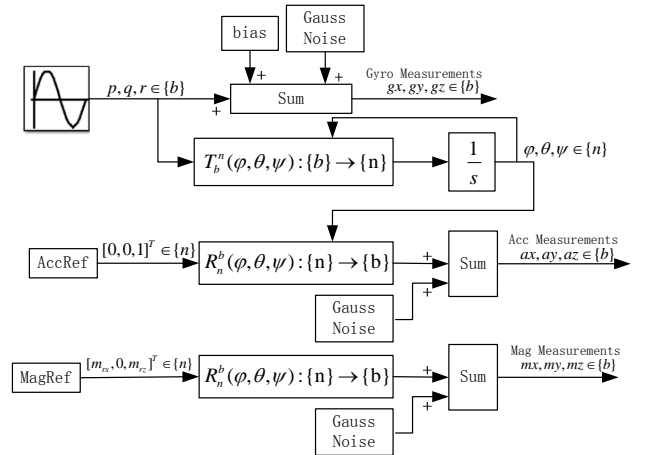 bias
Gauss
Noise
+
+
p, q, r ∈ {b}
+
Sum
Gyro Measurements
gx, gy, gz ∈ {b}
T_b^n(φ, θ, ψ) : {b} → {n}
1
s
φ, θ, ψ ∈ {n}
AccRef
[0, 0, 1]^T ∈ {n}
R_n^b(φ, θ, ψ) : {n} → {b}
+
Sum
Acc Measurements
ax, ay, az ∈ {b}
+
Gauss
Noise
MagRef
[m_rx, 0, m_rz]^T ∈ {n}
R_n^b(φ, θ, ψ) : {n} → {b}
+
Sum
Mag Measurements
mx, my, mz ∈ {b}
+
Gauss
Noise